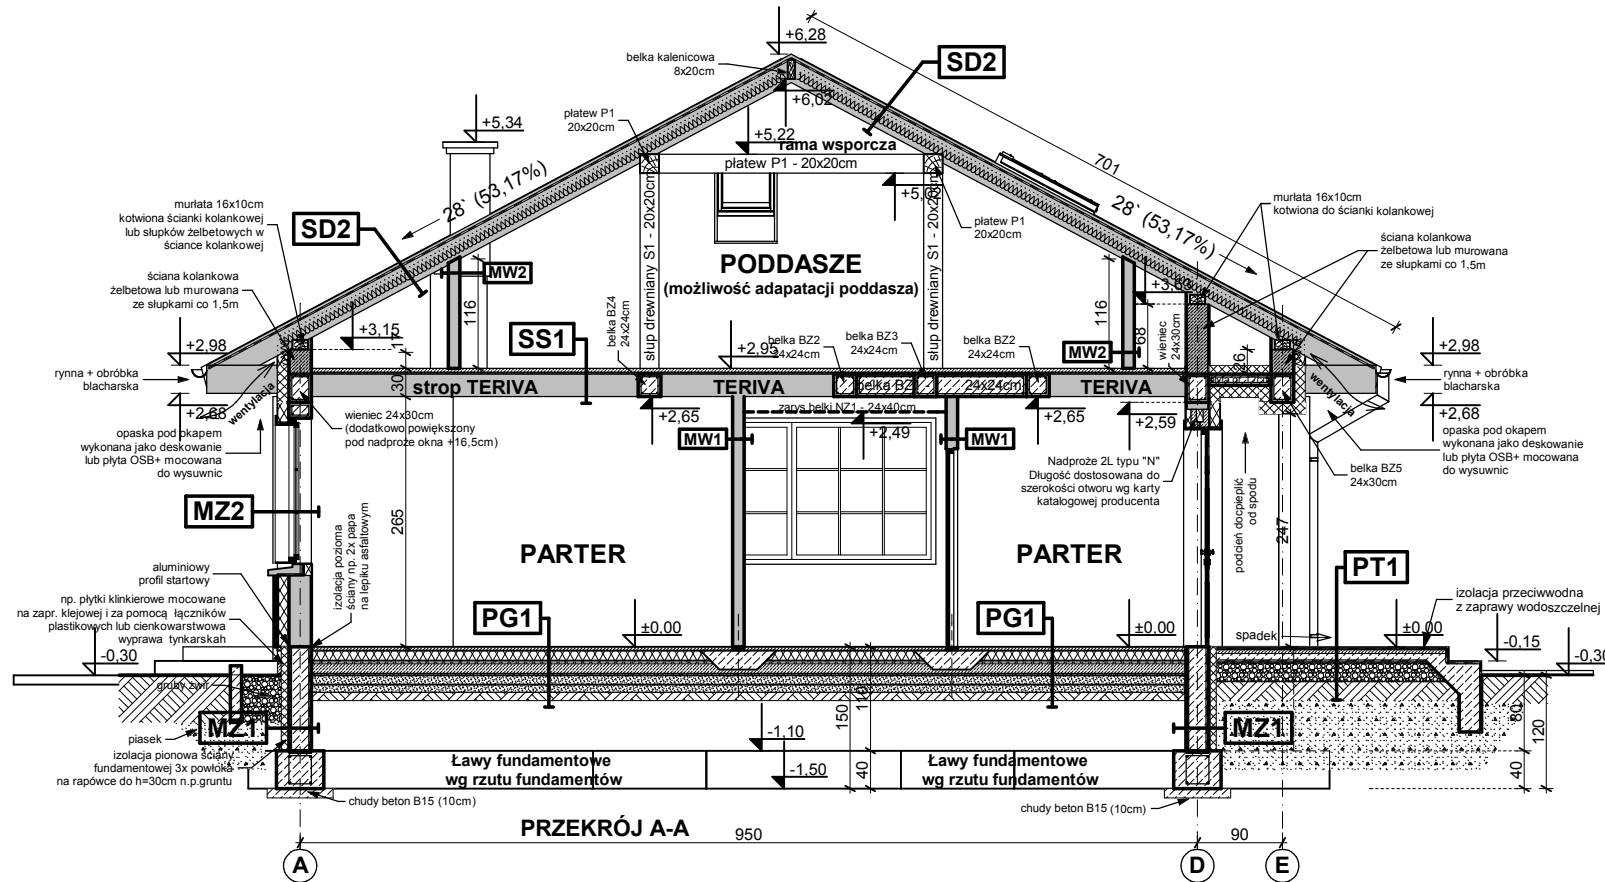 +6,28
belka kalenicowa
8x20cm
SD2
+6,02
płatew P1
20x20cm
+5,34
+5,22
rama wsporcza
płatew P1 - 20x20cm
701
28` (53,17%)
28` (53,17%)
murłata 16x10cm
kotwiona ścianki kolankowej
lub słupków żelbetowych w
ściance kolankowej
SD2
słup drewniany S1 - 20x20cm
słup drewniany S1 - 20x20cm
płatew P1
20x20cm
murłata 16x10cm
kotwiona do ścianki kolankowej
ściana kolankowa
żelbetowa lub murowana
ze słupkami co 1,5m
ściana kolankowa
żelbetowa lub murowana
ze słupkami co 1,5m
MW2
PODDASZE
(możliwość adapatacji poddasza)
116
116
68
belka BZ4
24x24cm
SS1
+3,15
17
30
+2,98
+2,95
belka BZ2
24x24cm
belka BZ3
24x24cm
belka BZ2
24x24cm
MW2
wieniec
24x30cm
+2,98
rynna + obróbka
blacharska
strop TERIVA
TERIVA
belka BZ
24x24cm
TERIVA
rynna + obróbka
blacharska
+2,68
wentylacja
wieniec 24x30cm
(dodatkowo powiększony
pod nadproże okna +16,5cm)
+2,65
zarys belki NZ1 - 24x40cm
+2,49
+2,65
+2,59
wentylacja
+2,68
opaska pod okapem
wykonana jako deskowanie
lub płyta OSB+ mocowana
do wysuwnic
MW1
MW1
Nadproże 2L typu "N"
Długość dostosowana do
szerokości otworu wg karty
katalogowej producenta
opaska pod okapem
wykonana jako deskowanie
lub płyta OSB+ mocowana
do wysuwnic
belka BZ5
24x30cm
MZ2
izolacja pozioma
ściany np. 2x papa
na lepiku asfaltowym
265
podcień docpieplić
od spodu
247
PARTER
PARTER
aluminiowy
profil startowy
np. płytki klinkierowe mocowane
na zapr. klejowej i za pomocą łączników
plastikowych lub cienkowarstwowa
wyprawa tynkarskah
PG1
PG1
PT1
izolacja przeciwwodna
z zaprawy wodoszczelnej
±0,00
±0,00
spadek
±0,00
-0,15
-0,30
-0,30
gruby żwir
MZ1
MZ1
piasek
izolacja pionowa ściany
fundamentowej 3x powłoka
na rapówce do h=30cm n.p.gruntu
150
110
40
80
40
120
-1,10
-1,50
Ławy fundamentowe
wg rzutu fundamentów
Ławy fundamentowe
wg rzutu fundamentów
chudy beton B15 (10cm)
chudy beton B15 (10cm)
PRZEKRÓJ A-A
950
90
A
D
E